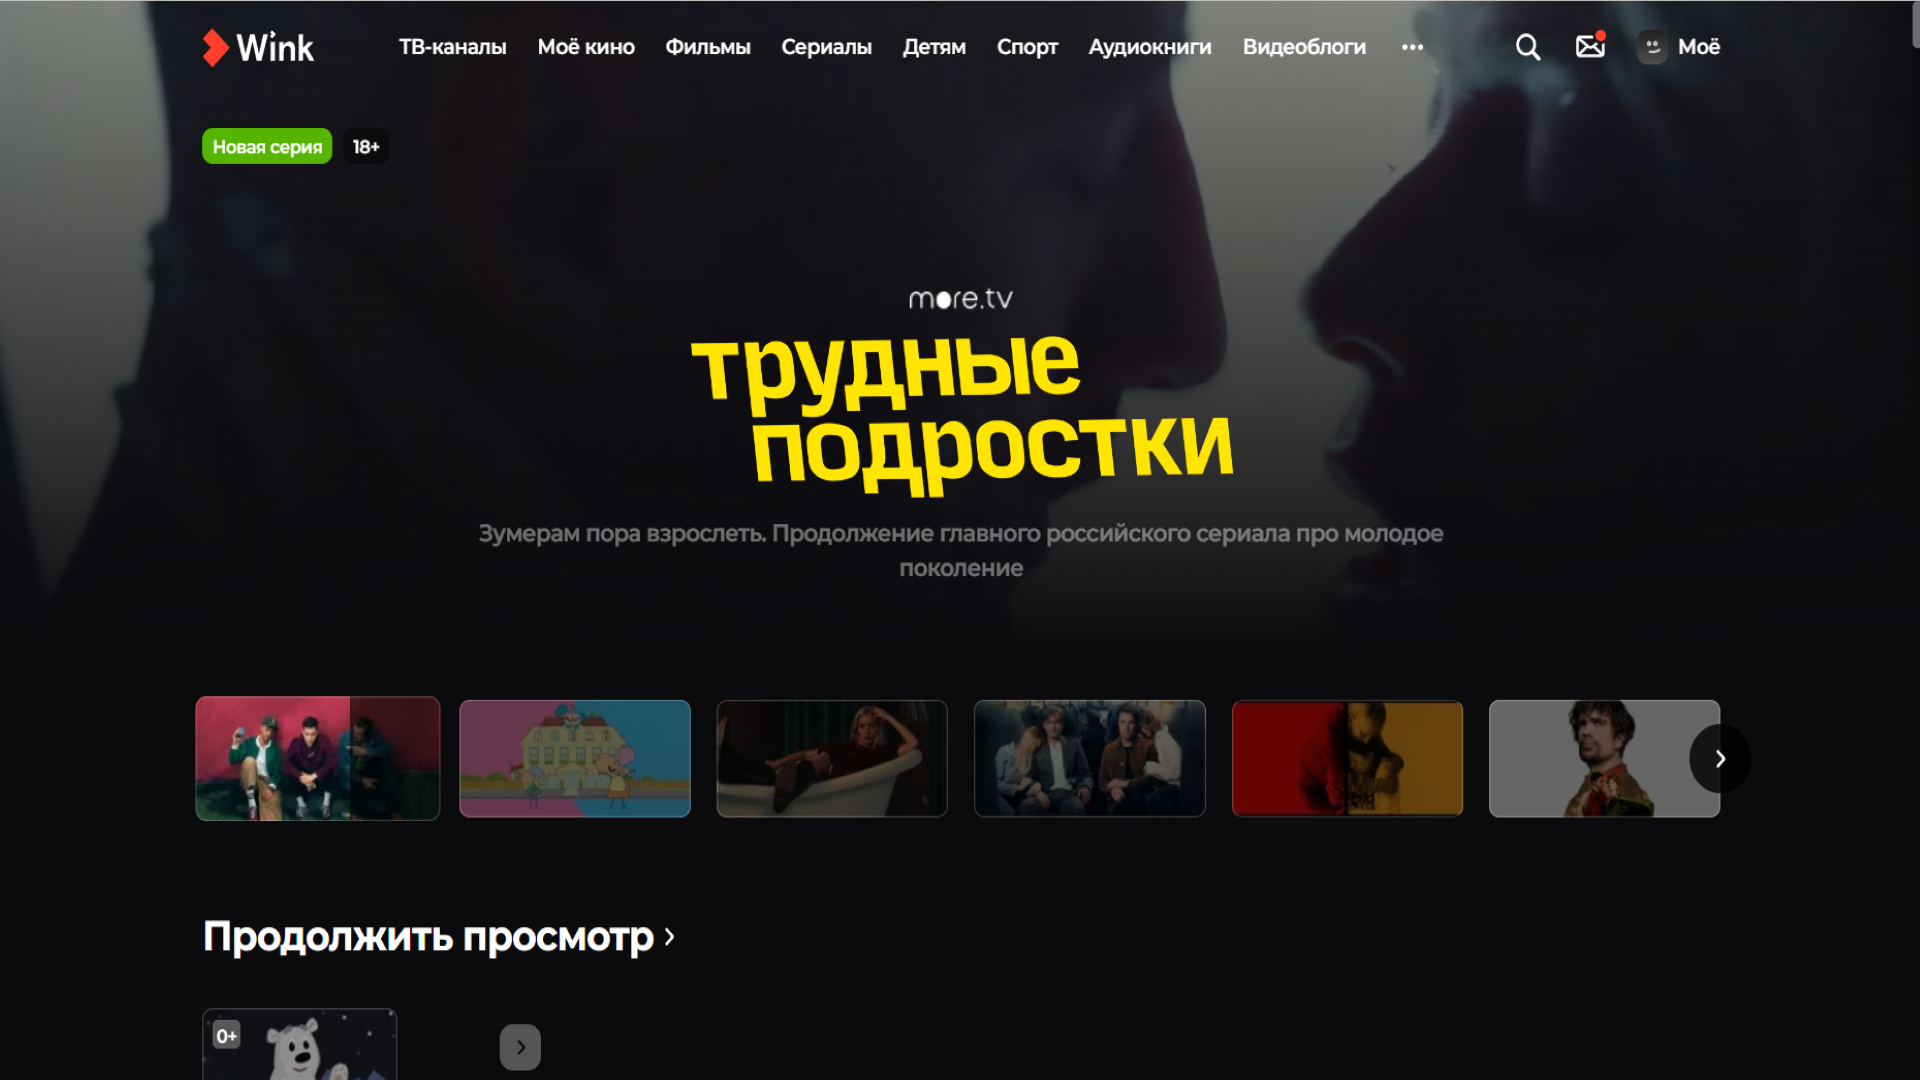 Wink
ТВ-каналы Моё кино Фильмы Сериалы Детям Спорт Аудиокниги Видеоблоги ••• Моё
Новая серия 18+
more.tv
трудные
подростки
Зумерам пора взрослеть. Продолжение главного российского сериала про молодое
поколение
Продолжить просмотр
0+